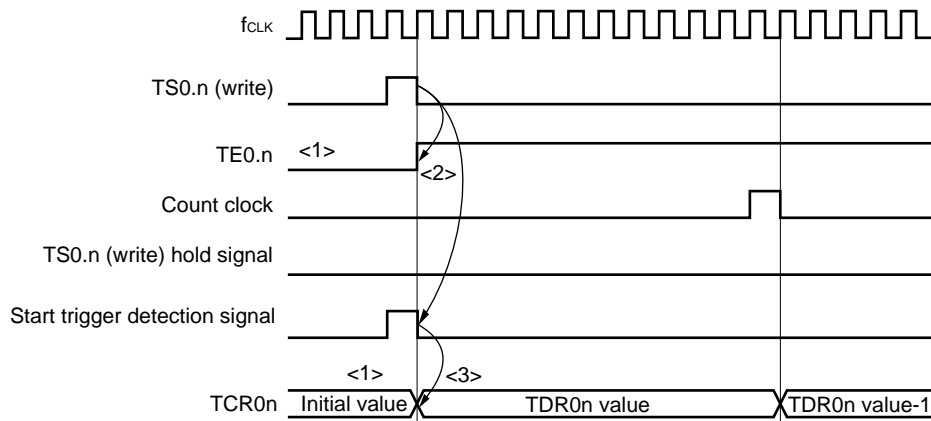 fCLK
TS0.n (write)
TE0.n <1>
<2>
Count clock
TS0.n (write) hold signal
Start trigger detection signal
<1> <3>
TCR0n Initial value TDR0n value TDR0n value-1